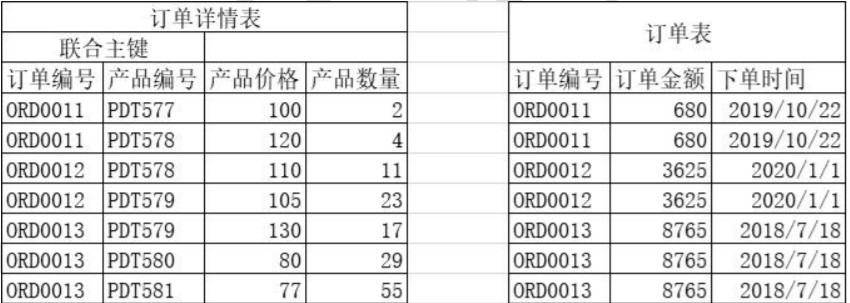 订单详情表
订单表
联合主键
订单编号 产品编号 产品价格 产品数量 订单编号 订单金额 下单时间
ORD0011 PDT577 100 2 ORD0011 680 2019/10/22
ORD0011 PDT578 120 4 ORD0011 680 2019/10/22
ORD0012 PDT578 110 11 ORD0012 3625 2020/1/1
ORD0012 PDT579 105 23 ORD0012 3625 2020/1/1
ORD0013 PDT579 130 17 ORD0013 8765 2018/7/18
ORD0013 PDT580 80 29 ORD0013 8765 2018/7/18
ORD0013 PDT581 77 55 ORD0013 8765 2018/7/18